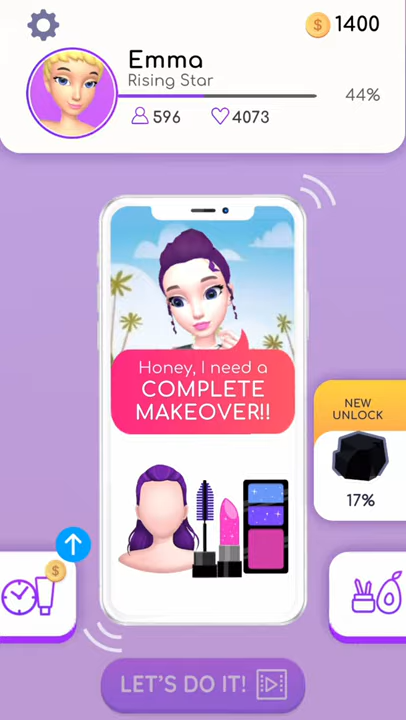 1400
Emma
Rising Star
44%
596 4073
Honey, I need a
COMPLETE
MAKEOVER!!
NEW
UNLOCK
17%
$
LET'S DO IT!